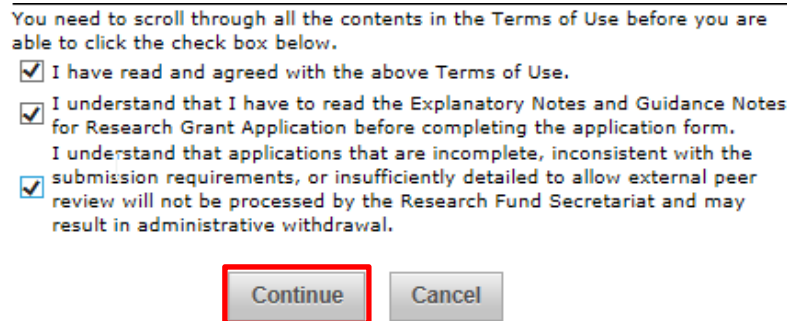 You need to scroll through all the contents in the Terms of Use before you are
able to click the check box below.
I have read and agreed with the above Terms of Use.
I understand that I have to read the Explanatory Notes and Guidance Notes
for Research Grant Application before completing the application form.
I understand that applications that are incomplete, inconsistent with the
submission requirements, or insufficiently detailed to allow external peer
review will not be processed by the Research Fund Secretariat and may
result in administrative withdrawal.
Continue Cancel